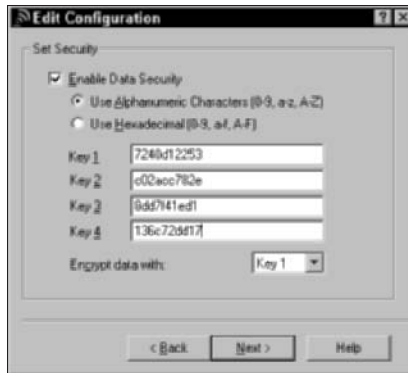 Edit Configuration
Set Security
Enable Data Security
Use Alphanumeric Characters (0-9, a-z, A-Z)
Use Hexadecimal (0-9, a-f, A-F)
Key 1 7248d12253
Key 2 c02acc782e
Key 3 8dd7f41ed1
Key 4 136c72dd17
Encrypt data with: Key 1
< Back Next > Help